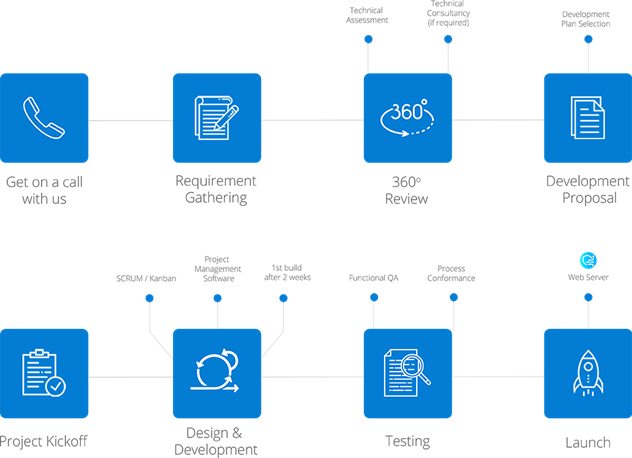 Technical
Assessment
Technical
Consultancy
(if required)
Development
Plan Selection
360°
Get on a call
with us
Requirement
Gathering
360º
Review
Development
Proposal
SCRUM / Kanban
Project
Management
Software
1st build
after 2 weeks
Functional QA
Process
Conformance
Web Server
Project Kickoff
Design &
Development
Testing
Launch